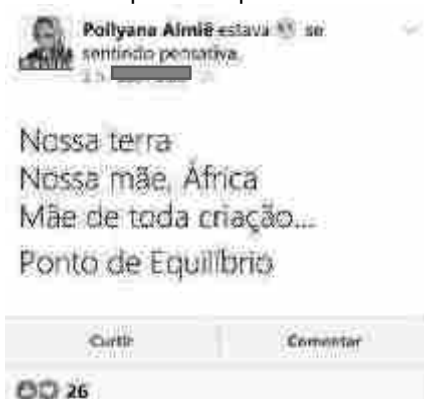 Pollyana Almiê estava se
sentindo pensativa.
Nossa terra
Nossa mãe, África
Mãe de toda criação...
Ponto de Equilíbrio
Curtir Comentar
26